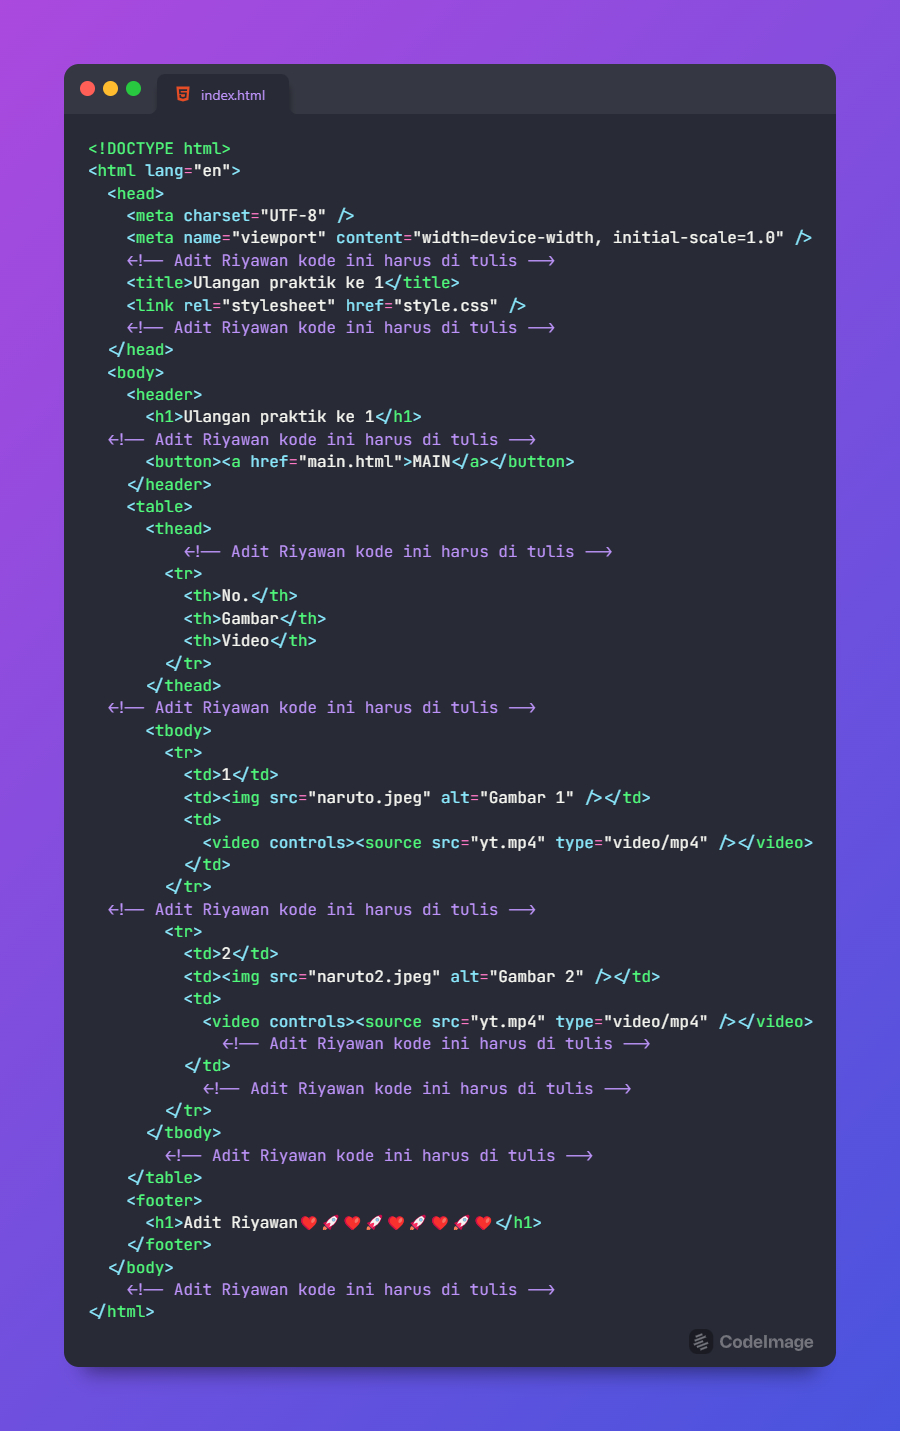 index.html
<!DOCTYPE html>
<html lang="en">
  <head>
    <meta charset="UTF-8" />
    <meta name="viewport" content="width=device-width, initial-scale=1.0" />
    <!-- Adit Riyawan kode ini harus di tulis -->
    <title>Ulangan praktik ke 1</title>
    <link rel="stylesheet" href="style.css" />
    <!-- Adit Riyawan kode ini harus di tulis -->
  </head>
  <body>
    <header>
      <h1>Ulangan praktik ke 1</h1>
  <!-- Adit Riyawan kode ini harus di tulis -->
      <button><a href="main.html">MAIN</a></button>
    </header>
    <table>
      <thead>
          <!-- Adit Riyawan kode ini harus di tulis -->
        <tr>
          <th>No.</th>
          <th>Gambar</th>
          <th>Video</th>
        </tr>
      </thead>
  <!-- Adit Riyawan kode ini harus di tulis -->
      <tbody>
        <tr>
          <td>1</td>
          <td><img src="naruto.jpeg" alt="Gambar 1" /></td>
          <td>
            <video controls><source src="yt.mp4" type="video/mp4" /></video>
          </td>
        </tr>
  <!-- Adit Riyawan kode ini harus di tulis -->
        <tr>
          <td>2</td>
          <td><img src="naruto2.jpeg" alt="Gambar 2" /></td>
          <td>
            <video controls><source src="yt.mp4" type="video/mp4" /></video>
              <!-- Adit Riyawan kode ini harus di tulis -->
          </td>
            <!-- Adit Riyawan kode ini harus di tulis -->
        </tr>
      </tbody>
        <!-- Adit Riyawan kode ini harus di tulis -->
    </table>
    <footer>
      <h1>Adit Riyawan❤️🚀❤️🚀❤️🚀❤️🚀❤️</h1>
    </footer>
  </body>
    <!-- Adit Riyawan kode ini harus di tulis -->
</html>
CodeImage